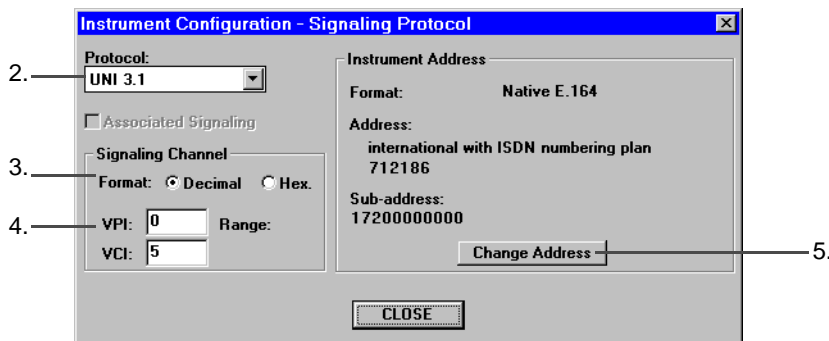 Instrument Configuration - Signaling Protocol
2.
Protocol:
UNI 3.1
Associated Signaling
Signaling Channel
3.
Format: Decimal Hex.
4.
VPI: 0 Range:
VCI: 5
Instrument Address
Format: Native E.164
Address:
international with ISDN numbering plan
712186
Sub-address:
17200000000
Change Address
5.
CLOSE